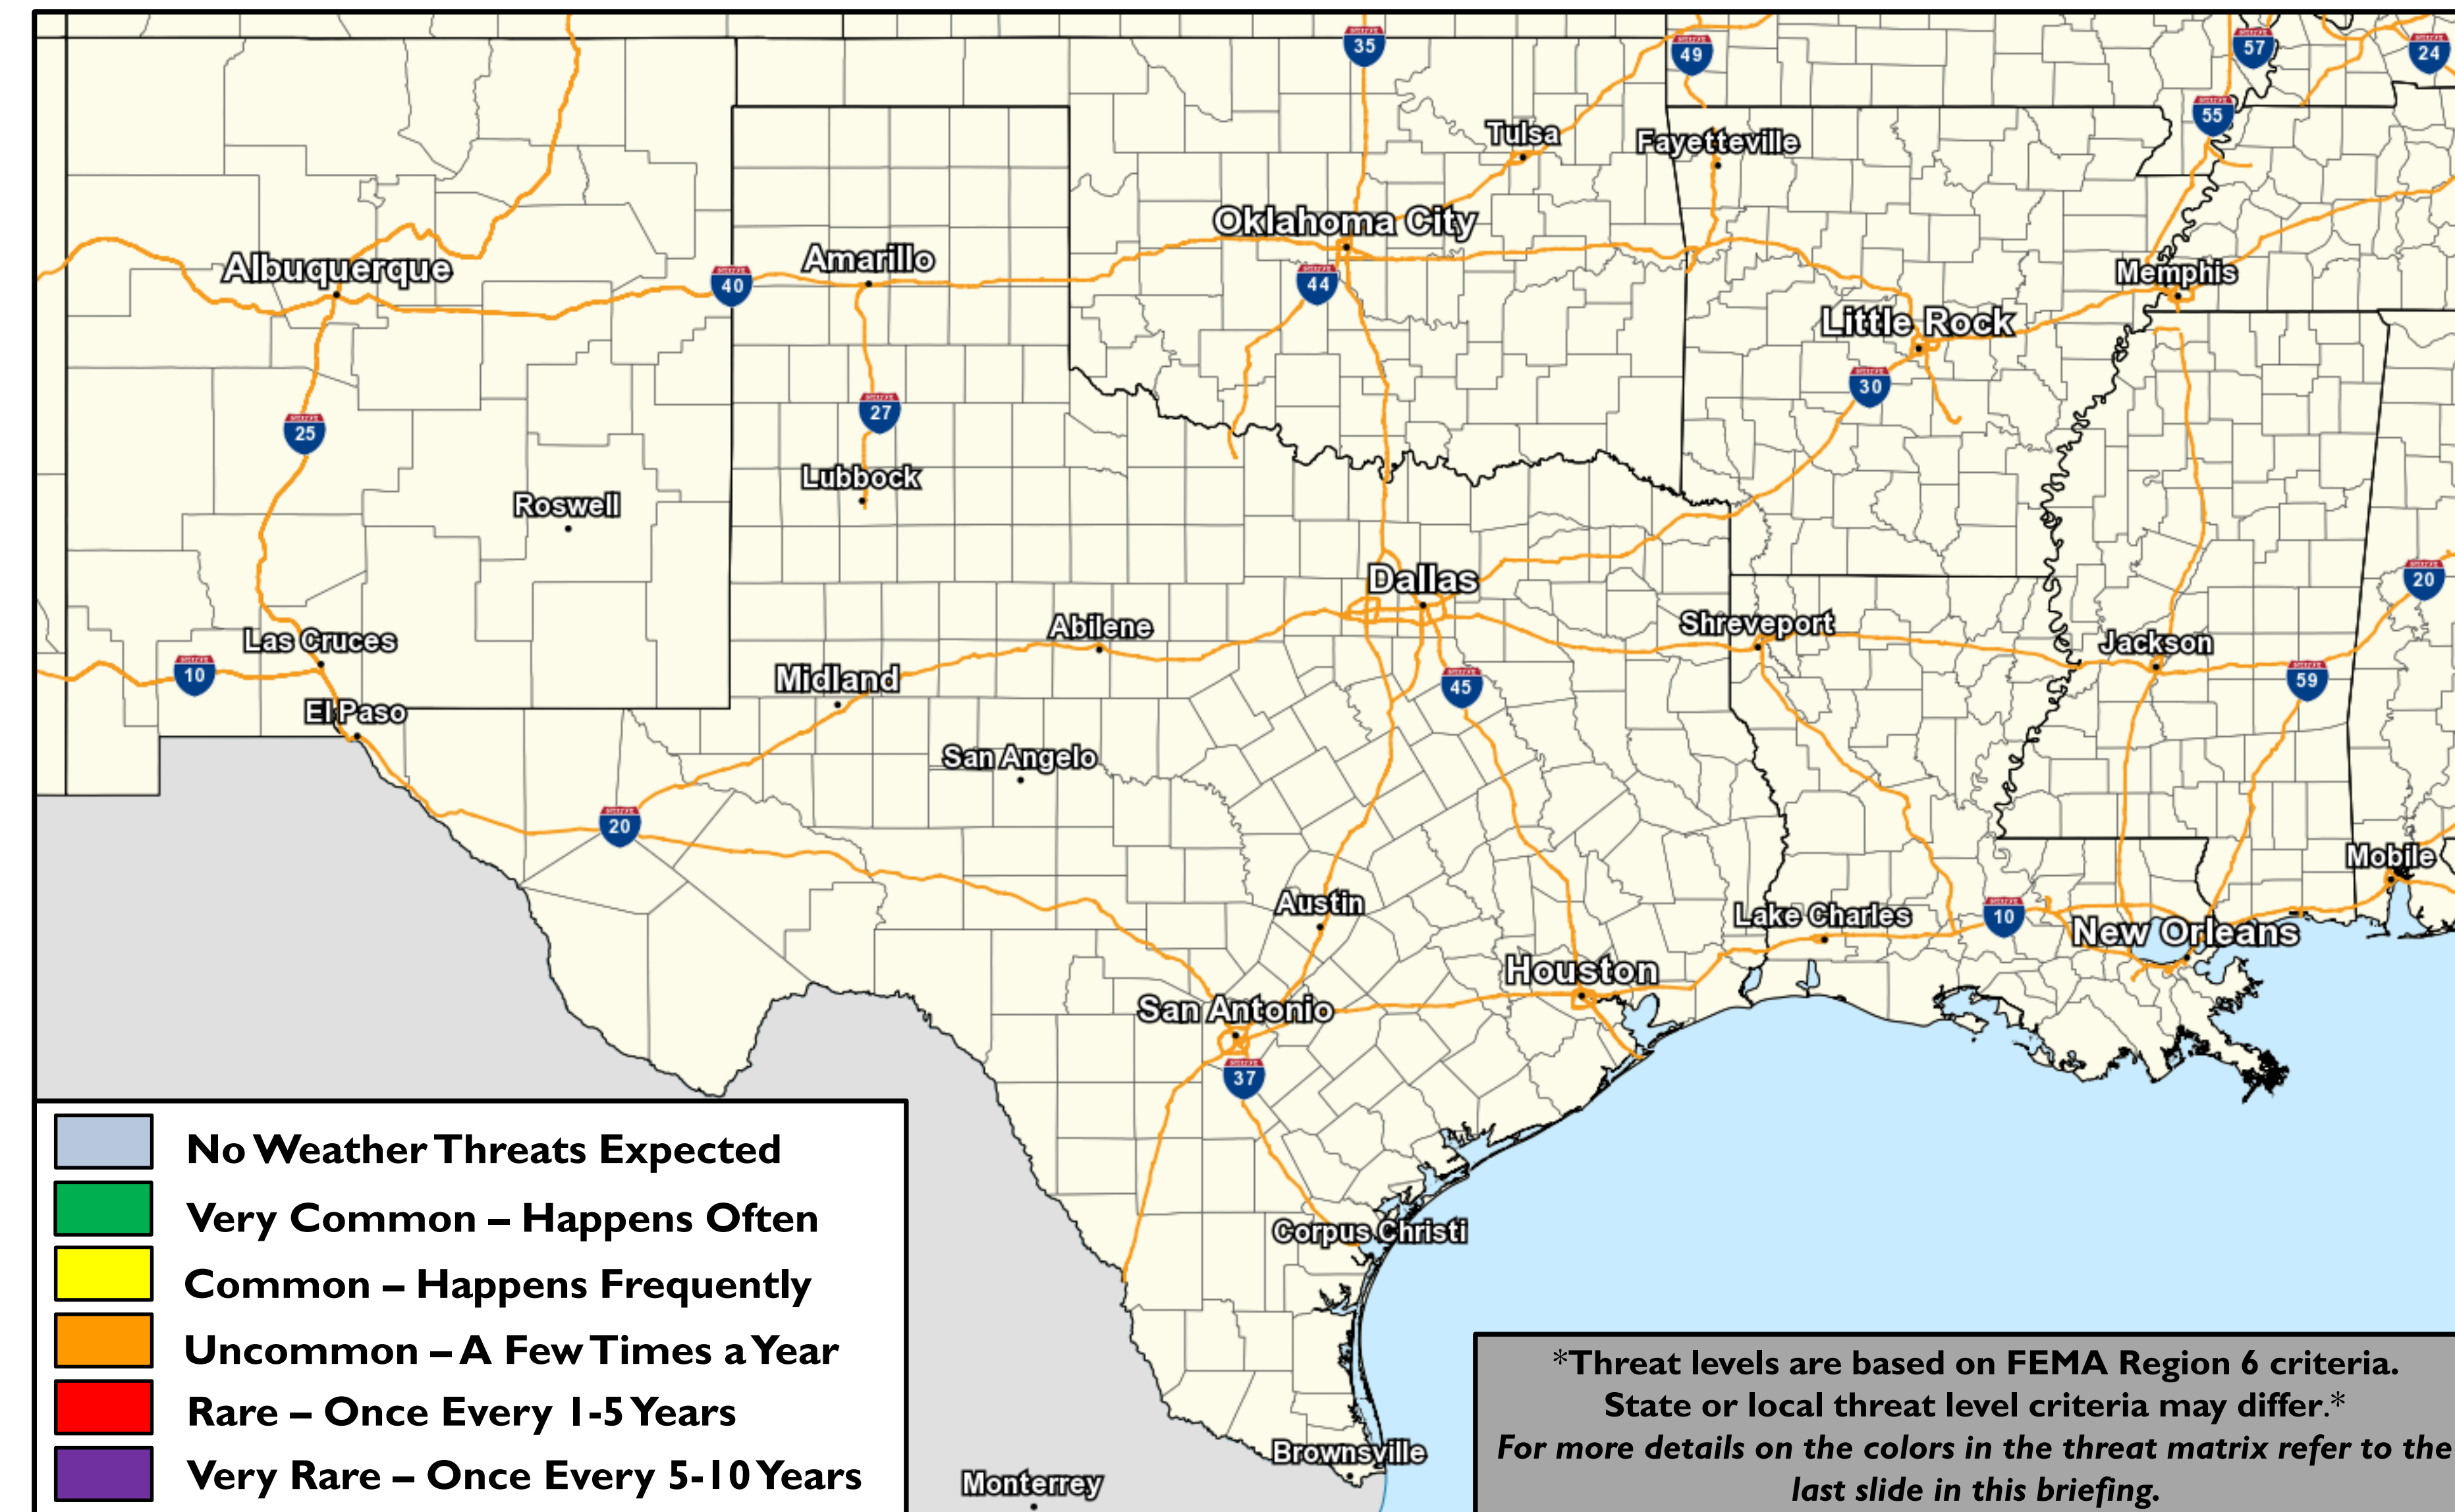 35
49
57
24
55
Tulsa
Fayetteville
Oklahoma City
Albuquerque
Amarillo
40
44
Memphis
Little Rock
30
27
25
Lubbock
Roswell
Dallas
20
Abilene
Shreveport
Las Cruces
Jackson
10
Midland
45
59
El Paso
San Angelo
20
Mobile
Austin
Lake Charles
10
New Orleans
Houston
San Antonio
37
Corpus Christi
Brownsville
Monterrey
No Weather Threats Expected
Very Common – Happens Often
Common – Happens Frequently
Uncommon – A Few Times a Year
Rare – Once Every 1-5 Years
Very Rare – Once Every 5-10 Years
*Threat levels are based on FEMA Region 6 criteria.
State or local threat level criteria may differ.*
For more details on the colors in the threat matrix refer to the
last slide in this briefing.